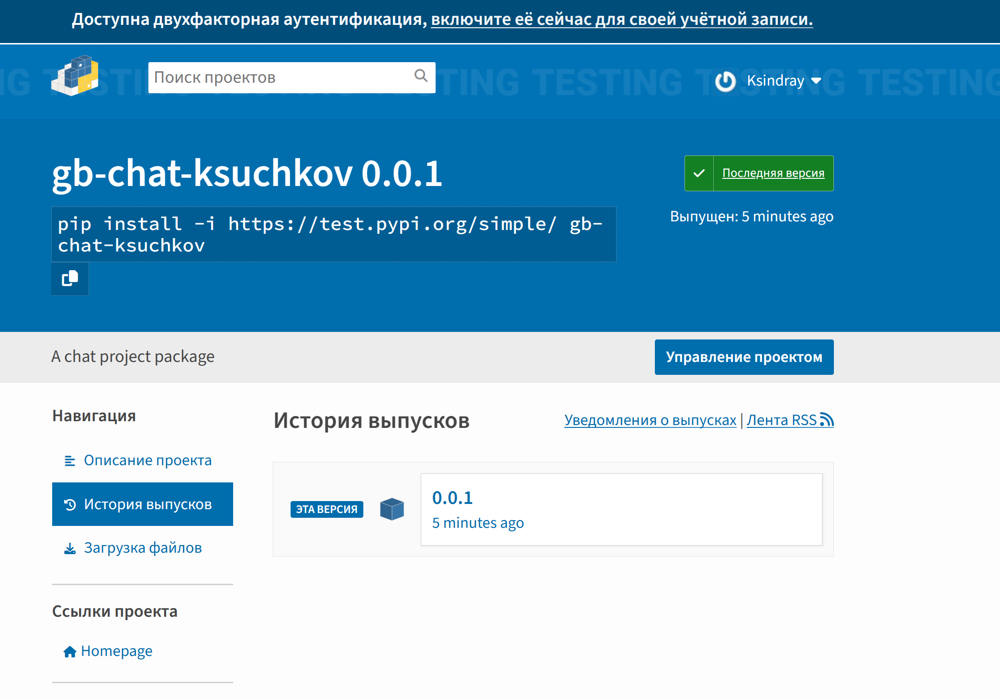 Доступна двухфакторная аутентификация, включите её сейчас для своей учётной записи.
NG TESTING TESTING TESTING TESTING TESTING TESTING
Поиск проектов
Ksindray
gb-chat-ksuchkov 0.0.1
Последняя версия
pip install -i https://test.pypi.org/simple/ gb-
chat-ksuchkov
Выпущен: 5 minutes ago
A chat project package
Управление проектом
Навигация
Описание проекта
История выпусков
Загрузка файлов
Ссылки проекта
Homepage
История выпусков
Уведомления о выпусках | Лента RSS
ЭТА ВЕРСИЯ
0.0.1
5 minutes ago